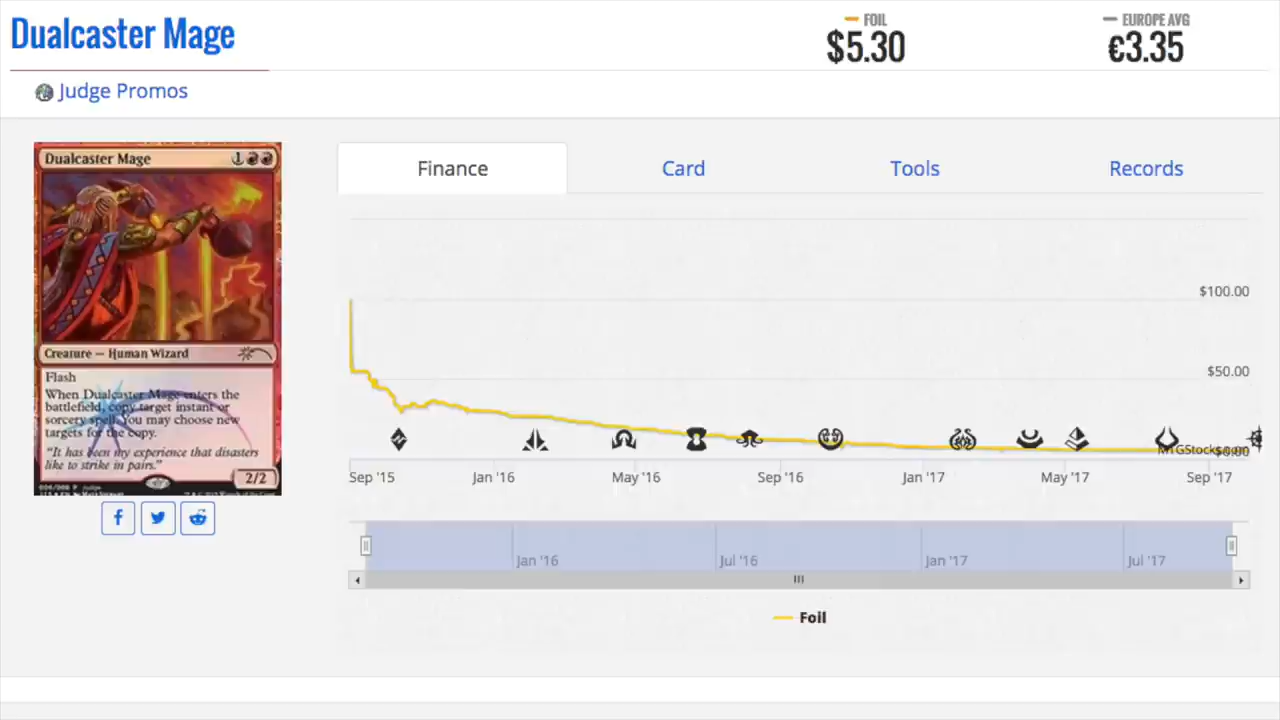 Dualcaster Mage
FOIL
$5.30
EUROPE AVG
€3.35
Judge Promos
Dualcaster Mage
1
Creature — Human Wizard
Flash
When Dualcaster Mage enters the
battlefield, copy target instant or
sorcery spell. You may choose new
targets for the copy.
"It has been my experience that disasters
like to strike in pairs."
2/2
Finance
Card
Tools
Records
$100.00
$50.00
$0.00
MTGStocks.com
Sep '15
Jan '16
May '16
Sep '16
Jan '17
May '17
Sep '17
Jan '16
Jul '16
Jan '17
Jul '17
Foil